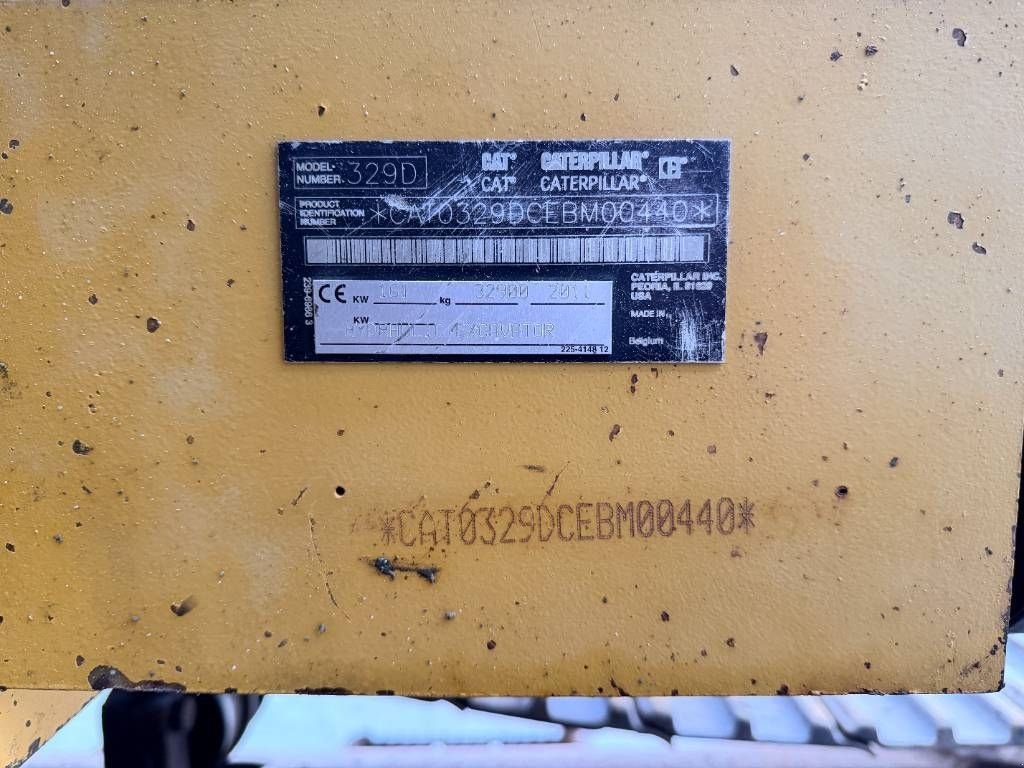 MODEL NUMBER 329D
CAT® CATERPILLAR®
CAT® CATERPILLAR®
PRODUCT IDENTIFICATION NUMBER *CAT0329DCEBM00440*
CATERPILLAR INC.
PEORIA, IL 61629
USA
MADE IN
Belgium
CE KW 151 kg 32900 2011
KW
HYDRAULIC EXCAVATOR
225-4148 12
*CAT0329DCEBM00440*